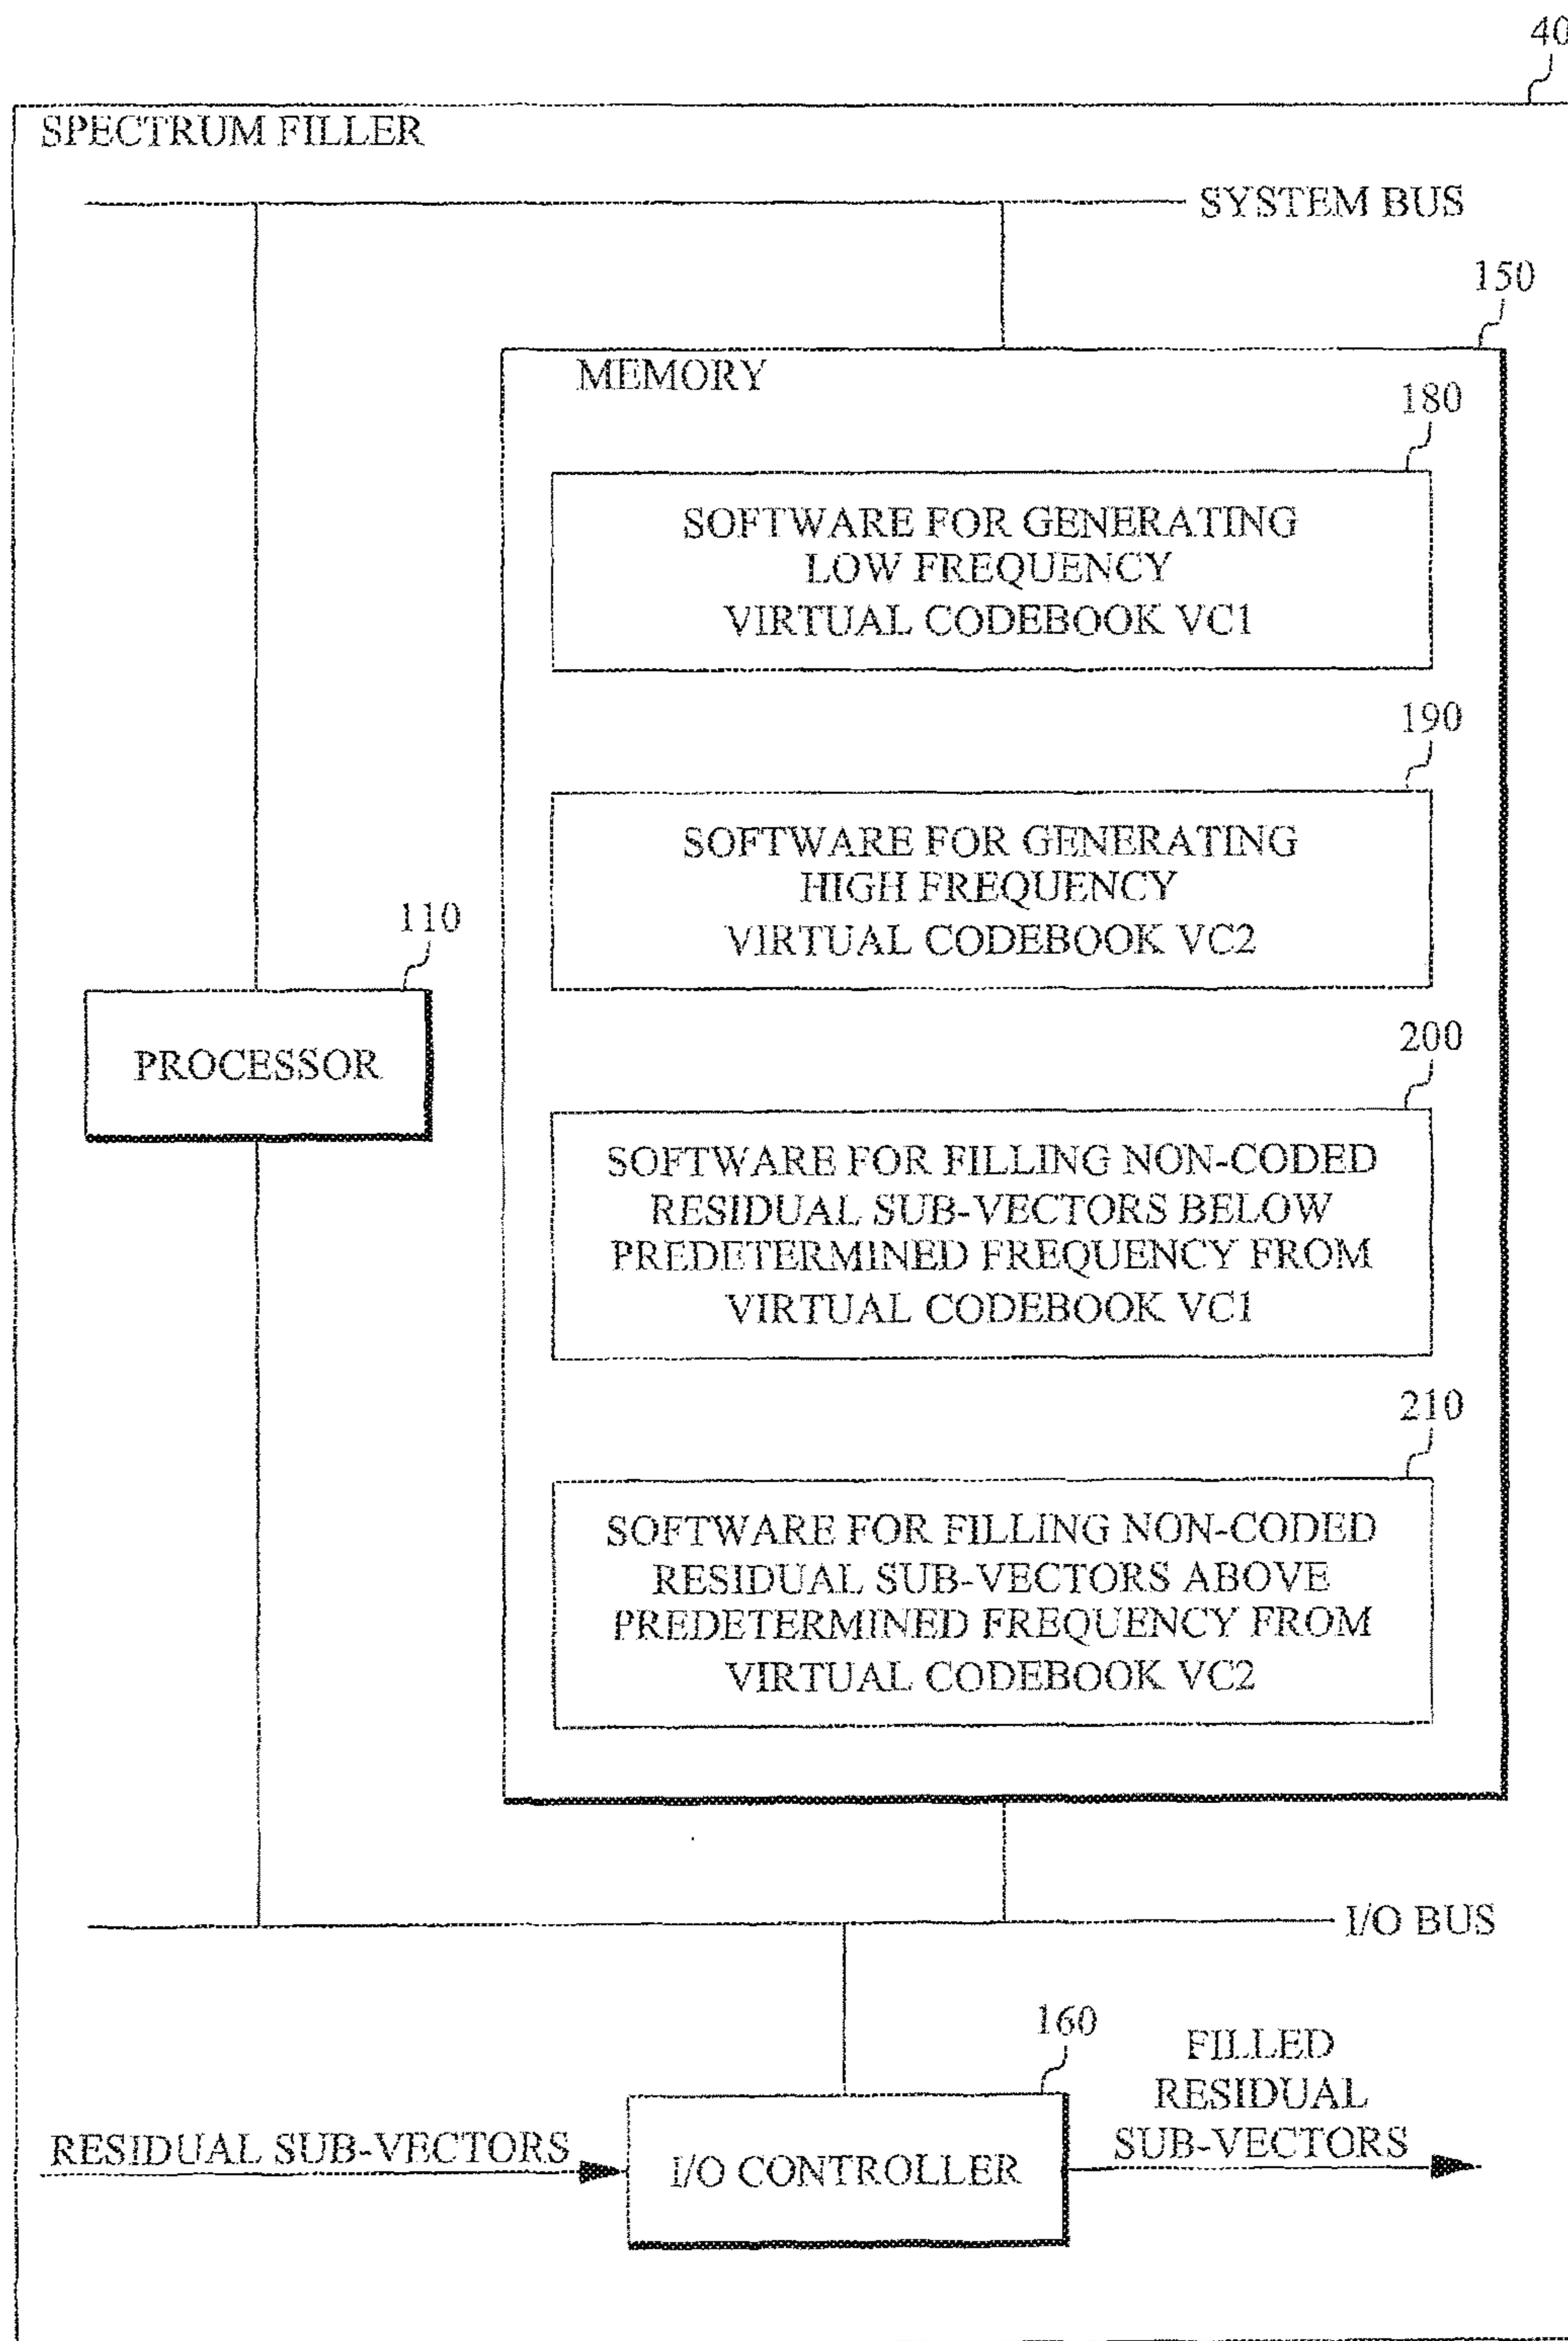 40
SPECTRUM FILLER
SYSTEM BUS
150
MEMORY
180
SOFTWARE FOR GENERATING
LOW FREQUENCY
VIRTUAL CODEBOOK VC1
190
SOFTWARE FOR GENERATING
HIGH FREQUENCY
VIRTUAL CODEBOOK VC2
110
PROCESSOR
200
SOFTWARE FOR FILLING NON-CODED
RESIDUAL SUB-VECTORS BELOW
PREDETERMINED FREQUENCY FROM
VIRTUAL CODEBOOK VC1
210
SOFTWARE FOR FILLING NON-CODED
RESIDUAL SUB-VECTORS ABOVE
PREDETERMINED FREQUENCY FROM
VIRTUAL CODEBOOK VC2
I/O BUS
160
FILLED
RESIDUAL
SUB-VECTORS
RESIDUAL SUB-VECTORS
I/O CONTROLLER